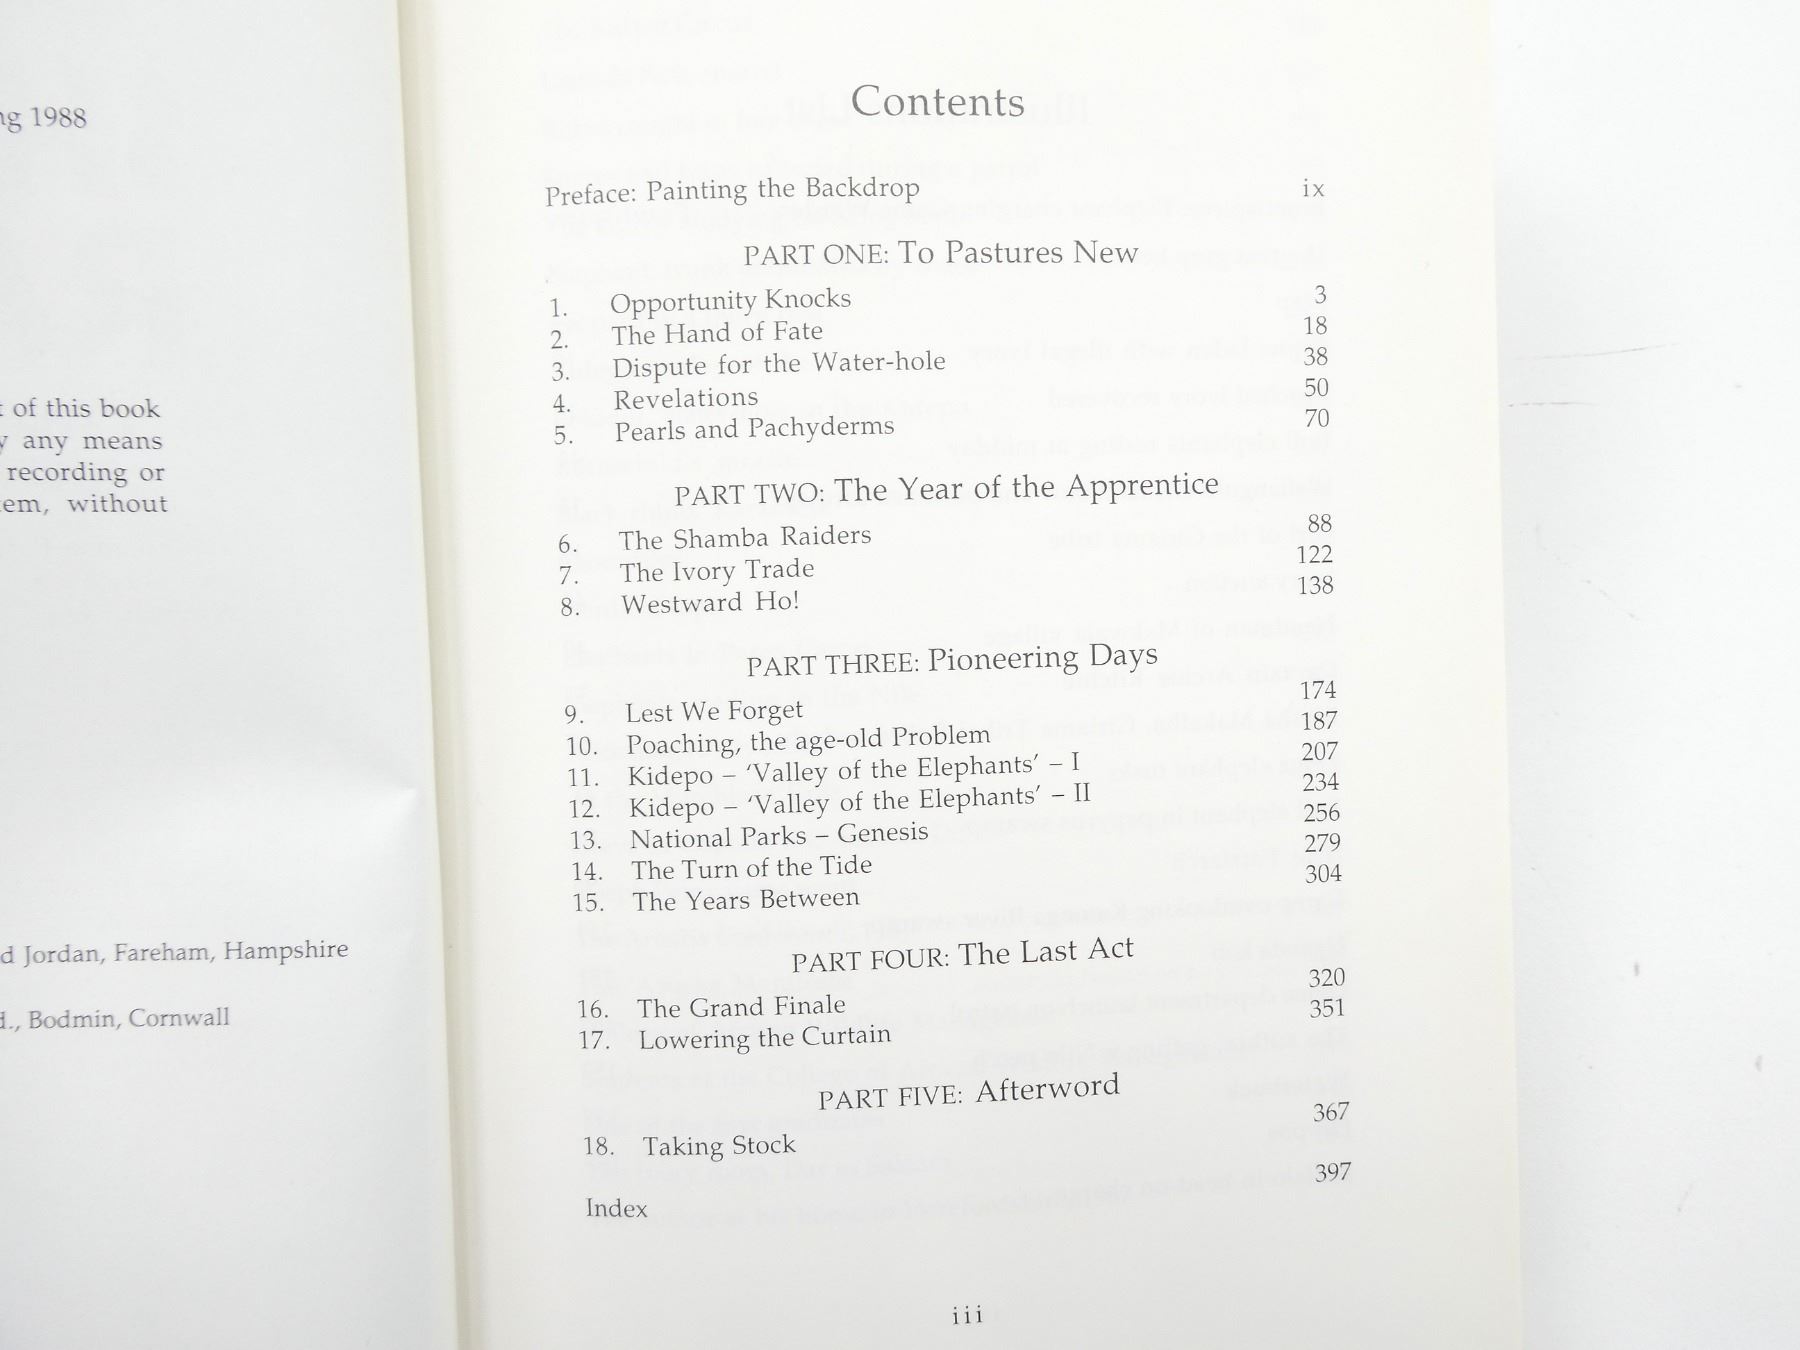 ng 1988
of this book
any means
recording or
without
Jordan, Fareham, Hampshire
Bodmin, Cornwall
Contents
Preface: Painting the Backdrop ix
PART ONE: To Pastures New
1. Opportunity Knocks 3
2. The Hand of Fate 18
3. Dispute for the Water-hole 38
4. Revelations 50
5. Pearls and Pachyderms 70
PART TWO: The Year of the Apprentice
6. The Shamba Raiders 88
7. The Ivory Trade 122
8. Westward Ho! 138
PART THREE: Pioneering Days
9. Lest We Forget 174
10. Poaching, the age-old Problem 187
11. Kidepo – ‘Valley of the Elephants’ – I 207
12. Kidepo – ‘Valley of the Elephants’ – II 234
13. National Parks – Genesis 256
14. The Turn of the Tide 279
15. The Years Between 304
PART FOUR: The Last Act
16. The Grand Finale 320
17. Lowering the Curtain 351
PART FIVE: Afterword
18. Taking Stock 367
Index 397
iii